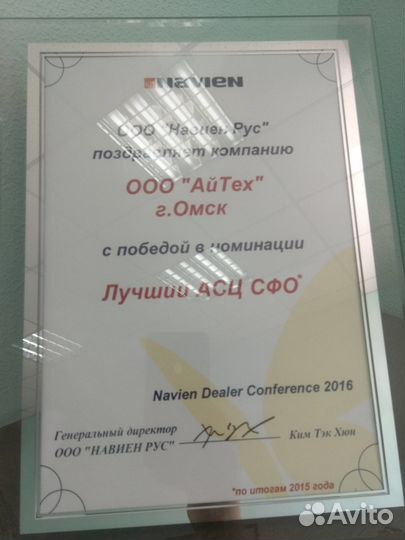 NAVIEN
ООО "Навиен Рус"
поздравляет компанию
ООО "АйТех"
г.Омск
с победой в номинации
Лучший АСЦ СФО*
Navien Dealer Conference 2016
Генеральный директор
ООО "НАВИЕН РУС"
Ким Тэк Хюн
*по итогам 2015 года
Avito